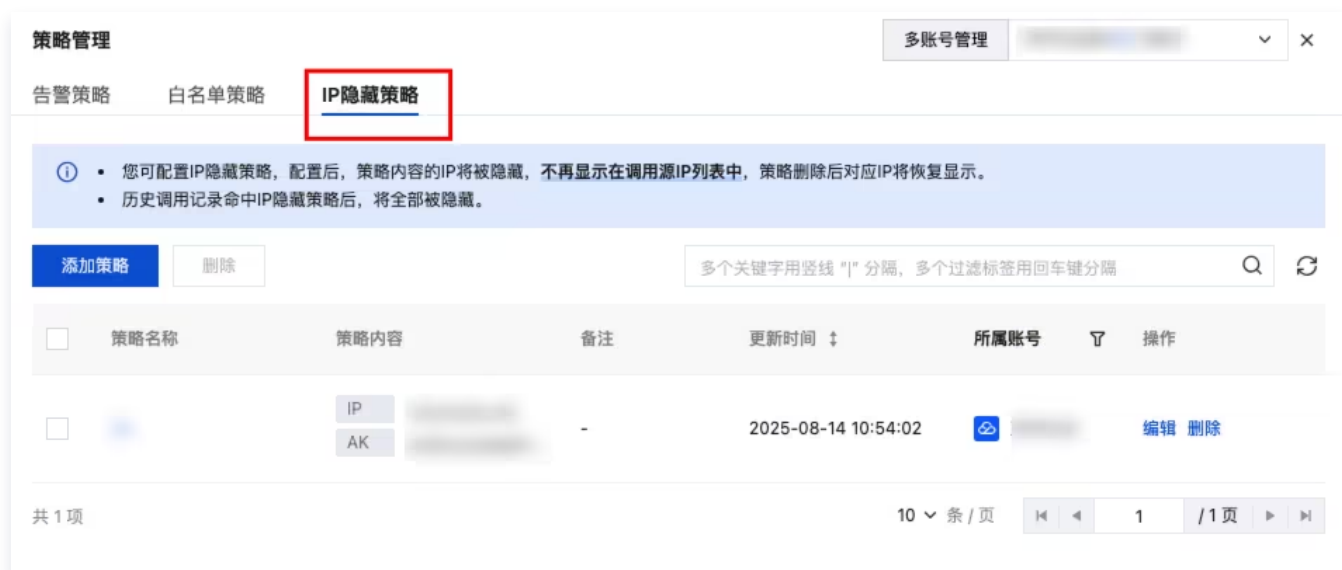 策略管理 多账号管理
告警策略 白名单策略 IP隐藏策略
• 您可配置IP隐藏策略，配置后，策略内容的IP将被隐藏，不再显示在调用源IP列表中，策略删除后对应IP将恢复显示。
• 历史调用记录命中IP隐藏策略后，将全部被隐藏。
添加策略 删除 多个关键字用竖线 "|" 分隔，多个过滤标签用回车键分隔
策略名称 策略内容 备注 更新时间 所属账号 操作
IP
AK - 2025-08-14 10:54:02 编辑 删除
共 1 项 10 条 / 页 1 / 1 页